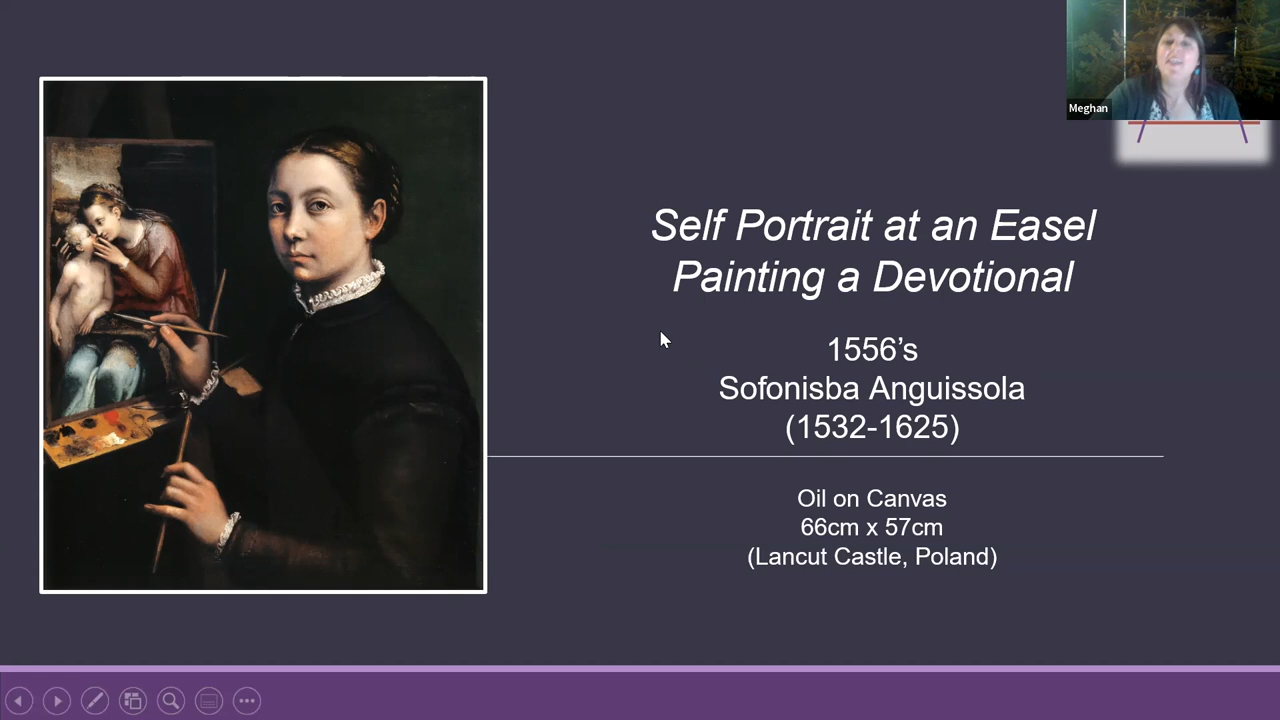 Meghan
Self Portrait at an Easel
Painting a Devotional
1556’s
Sofonisba Anguissola
(1532-1625)
Oil on Canvas
66cm x 57cm
(Lancut Castle, Poland)